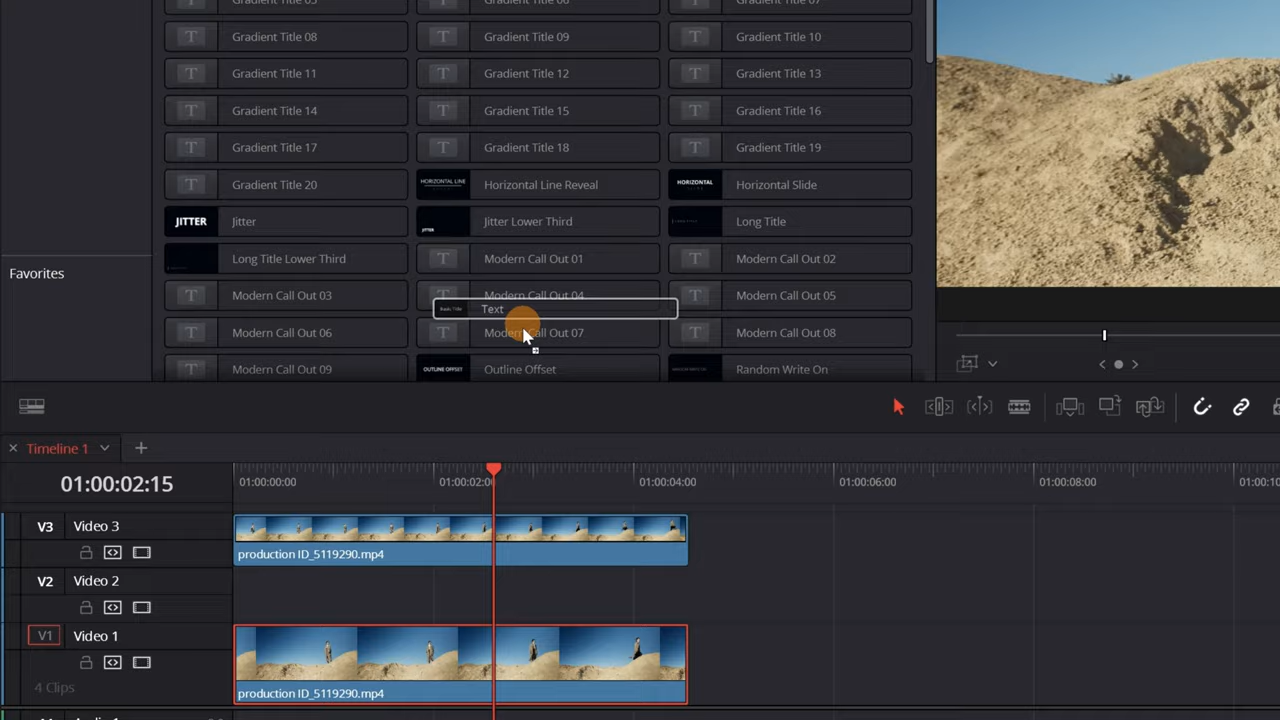 Gradient Title 08 Gradient Title 09 Gradient Title 10
Gradient Title 11 Gradient Title 12 Gradient Title 13
Gradient Title 14 Gradient Title 15 Gradient Title 16
Gradient Title 17 Gradient Title 18 Gradient Title 19
Gradient Title 20 HORIZONTAL LINE Horizontal Line Reveal HORIZONTAL Horizontal Slide
JITTER Jitter JITTER Jitter Lower Third Long Title
Long Title Lower Third Modern Call Out 01 Modern Call Out 02
Favorites
Modern Call Out 03 Modern Call Out 04 Modern Call Out 05
Basic Title Text
Modern Call Out 06 Modern Call Out 07 Modern Call Out 08
Modern Call Out 09 OUTLINE OFFSET Outline Offset Random Write On
Timeline 1
01:00:02:15
01:00:00:00 01:00:02:0 01:00:04:00 01:00:06:00 01:00:08:00 01:00:10
V3 Video 3
production ID_5119290.mp4
V2 Video 2
V1 Video 1
4 Clips
production ID_5119290.mp4